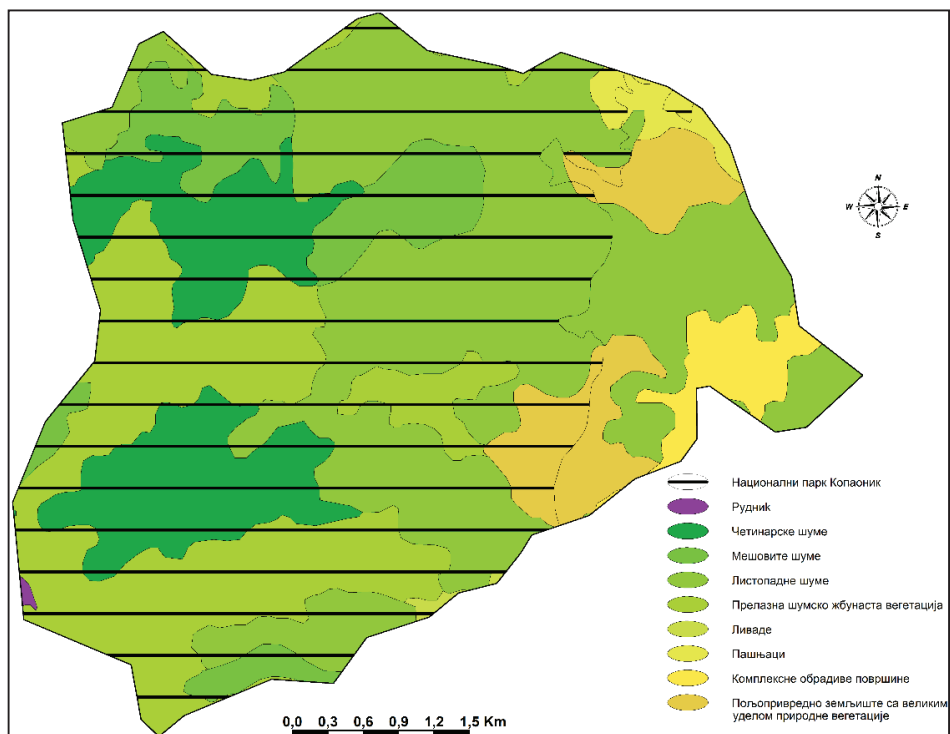 N
W E
S
Национални парк Копаоник
Рудник
Четинарске шуме
Мешовите шуме
Листопадне шуме
Прелазна шумско жбунаста вегетација
Ливаде
Пашњаци
Комплексне обрадиве површине
Пољопривредно земљиште са великим
уделом природне вегетације
0,0 0,3 0,6 0,9 1,2 1,5 Km